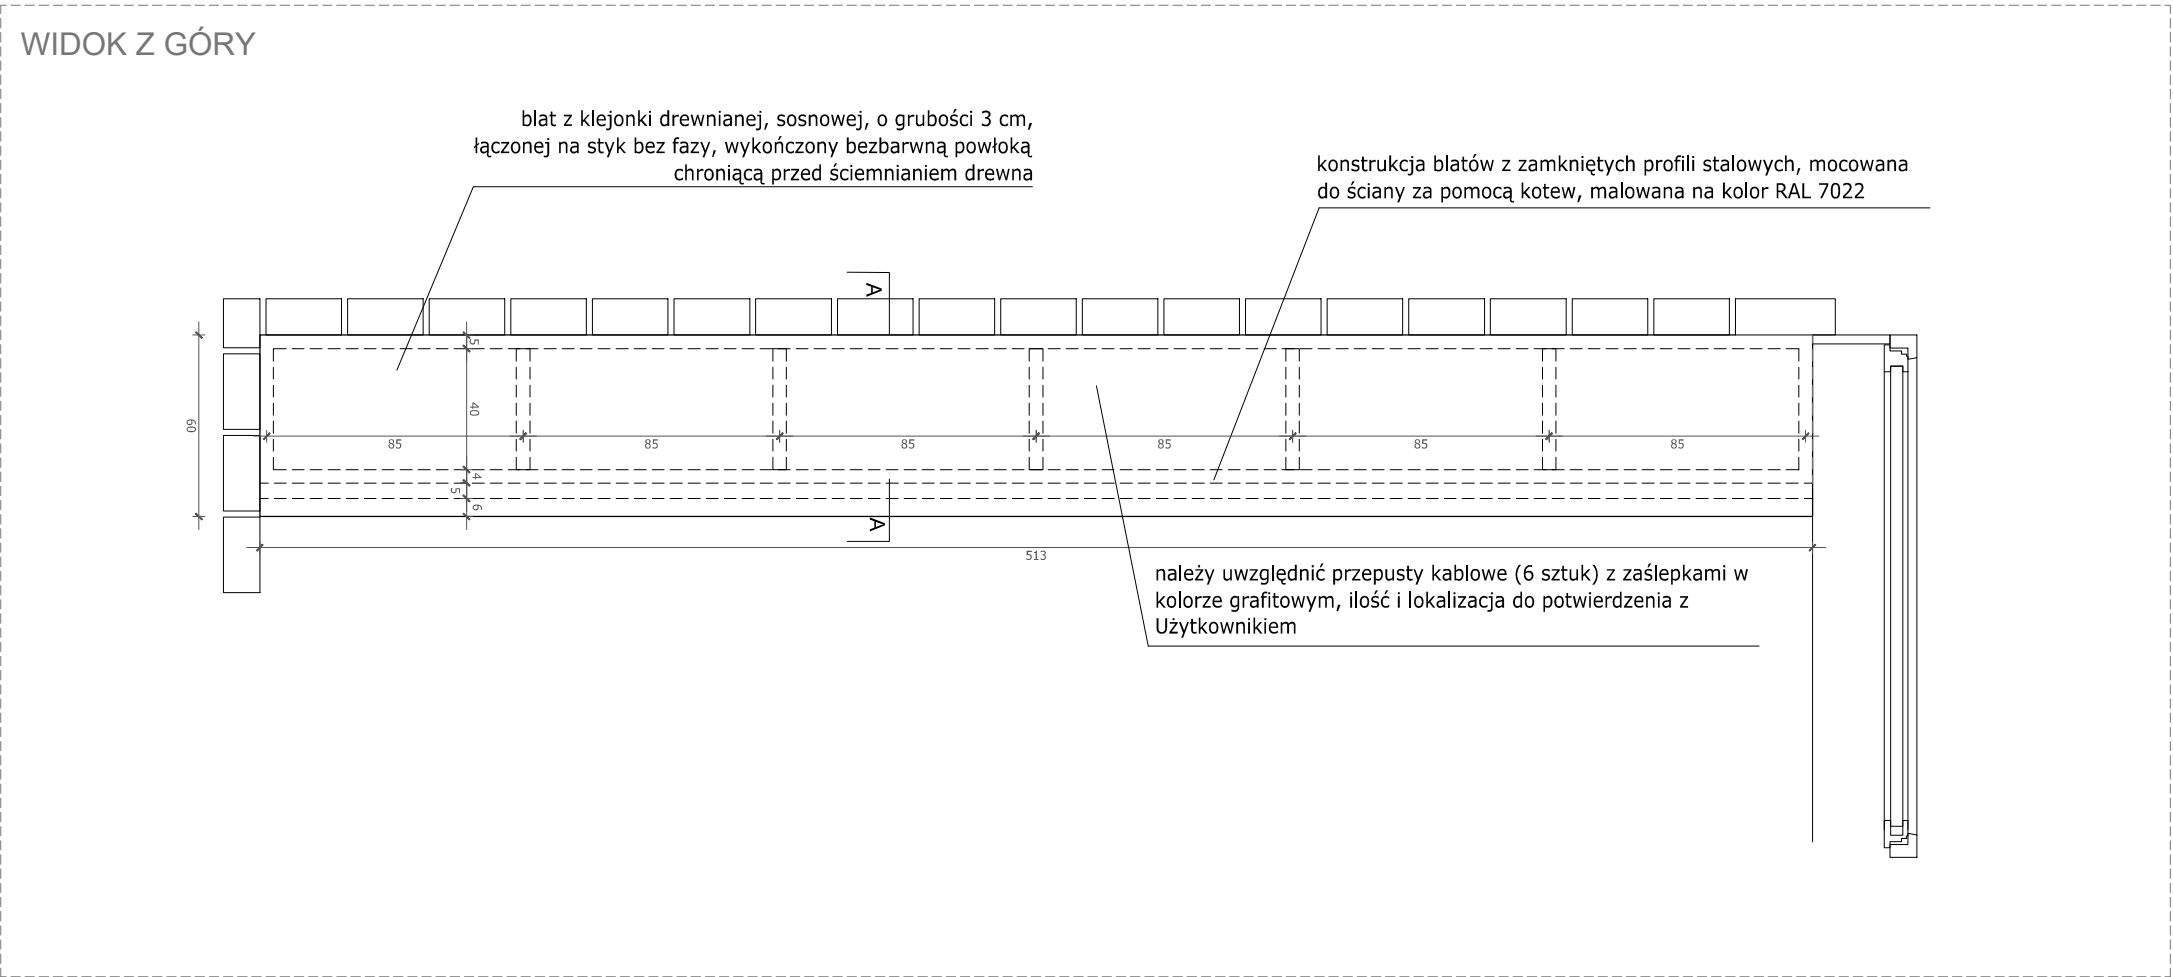 WIDOK Z GÓRY
blat z klejonki drewnianej, sosnowej, o grubości 3 cm,
łączonej na styk bez fazy, wykończony bezbarwną powłoką
chroniącą przed ściemnianiem drewna
konstrukcja blatów z zamkniętych profili stalowych, mocowana
do ściany za pomocą kotew, malowana na kolor RAL 7022
A
5
40
60
85
85
85
85
85
85
4
5
6
A
513
należy uwzględnić przepusty kablowe (6 sztuk) z zaślepkami w
kolorze grafitowym, ilość i lokalizacja do potwierdzenia z
Użytkownikiem